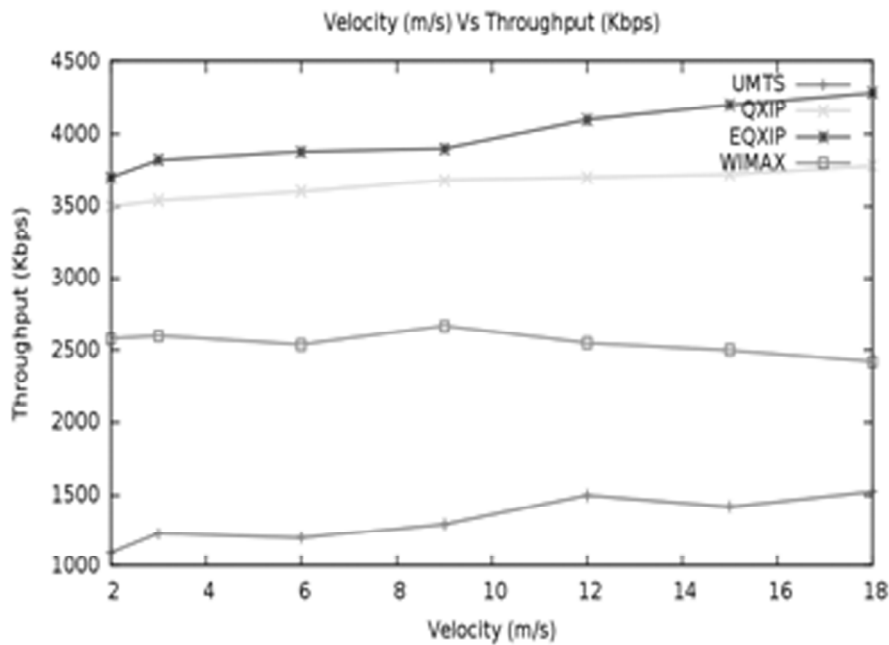 Velocity (m/s) Vs Throughput (Kbps)
Throughput (Kbps)
4500
4000
3500
3000
2500
2000
1500
1000
UMTS
QXIP
EQXIP
WIMAX
2 4 6 8 10 12 14 16 18
Velocity (m/s)